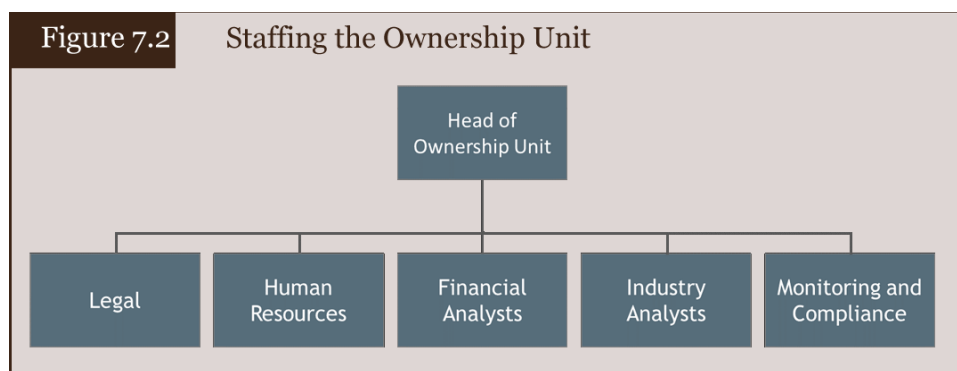 Figure 7.2 Staffing the Ownership Unit
Head of
Ownership Unit
Legal
Human
Resources
Financial
Analysts
Industry
Analysts
Monitoring and
Compliance